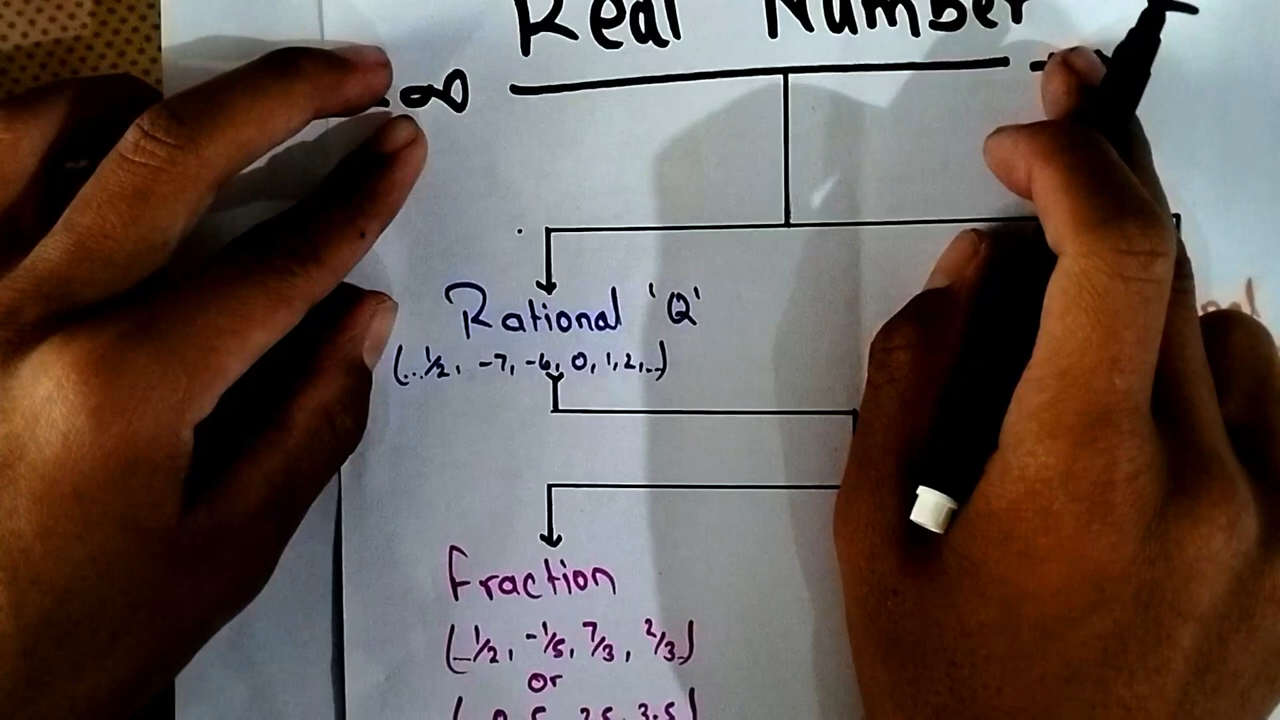 Real Number
-∞
Rational 'Q'
(...1/2, -7, -6, 0, 1, 2,...)
Fraction
(_1/2, -1/5, 7/3, 2/3)
or